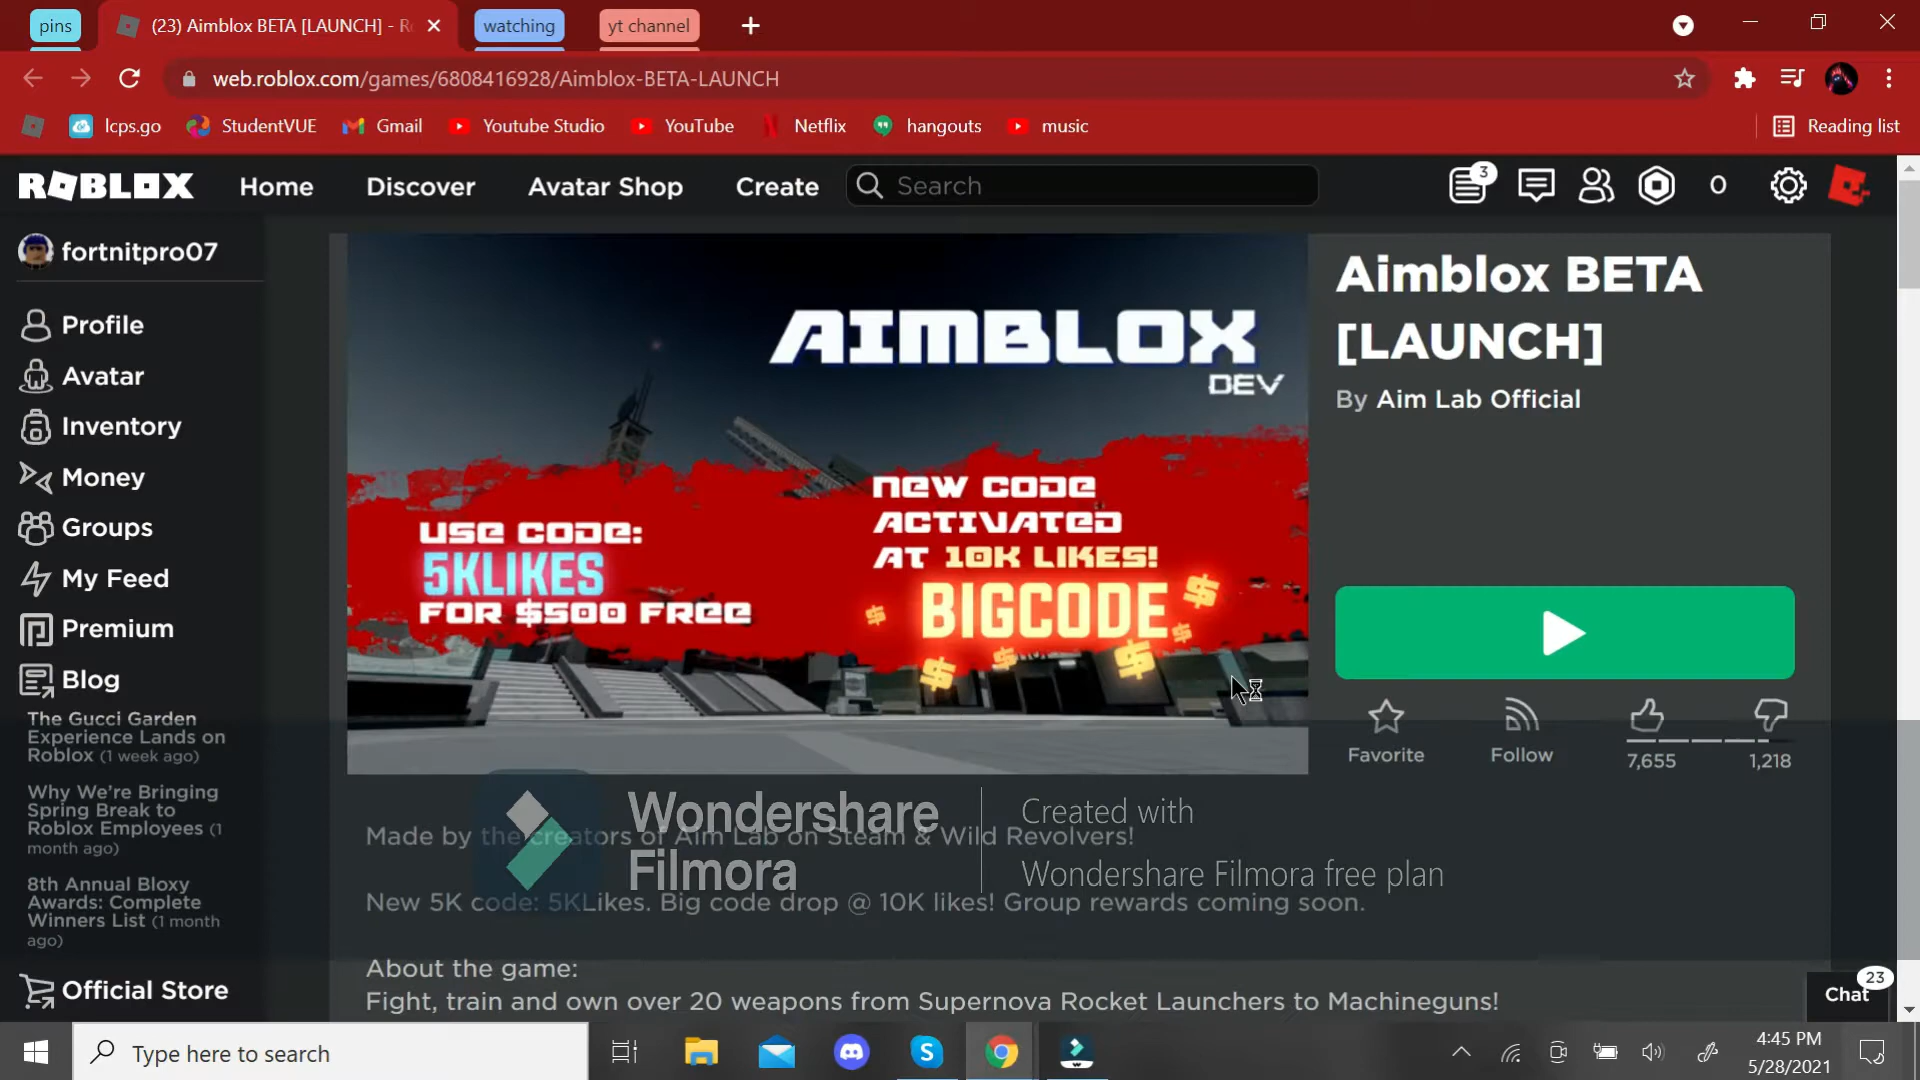 pins
(23) Aimblox BETA [LAUNCH] - Ro
watching
yt channel
web.roblox.com/games/6808416928/Aimblox-BETA-LAUNCH
lcps.go
StudentVUE
Gmail
Youtube Studio
YouTube
Netflix
hangouts
music
Reading list
ROBLOX
Home
Discover
Avatar Shop
Create
Search
3
0
fortnitpro07
Profile
Avatar
Inventory
Money
Groups
My Feed
Premium
Blog
The Gucci Garden
Experience Lands on
Roblox (1 week ago)
Why We're Bringing
Spring Break to
Roblox Employees (1
month ago)
8th Annual Bloxy
Awards: Complete
Winners List (1 month
ago)
Official Store
AIMBLOX
DEV
USE CODE:
5KLIKES
FOR $500 FREE
NEW CODE
ACTIVATED
AT 10K LIKES!
BIGCODE
Aimblox BETA
[LAUNCH]
By Aim Lab Official
Favorite
Follow
7,655
1,218
Made by the creators of Aim Lab on Steam & Wild Revolvers!
New 5K code: 5KLikes. Big code drop @ 10K likes! Group rewards coming soon.
About the game:
Fight, train and own over 20 weapons from Supernova Rocket Launchers to Machineguns!
Wondershare
Filmora
Created with
Wondershare Filmora free plan
Chat
23
Type here to search
4:45 PM
5/28/2021